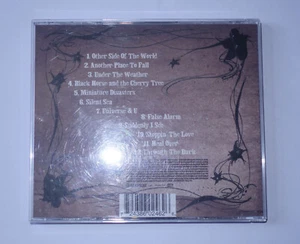 1. Other Side Of The World
2. Another Place To Fall
3. Under The Weather
4. Black Horse and the Cherry Tree
5. Miniature Disasters
6. Silent Sea
7. Universe & U
8. False Alarm
9. Suddenly I See
10. Stoppin' The Love
11. Heal Over
12. Through The Dark